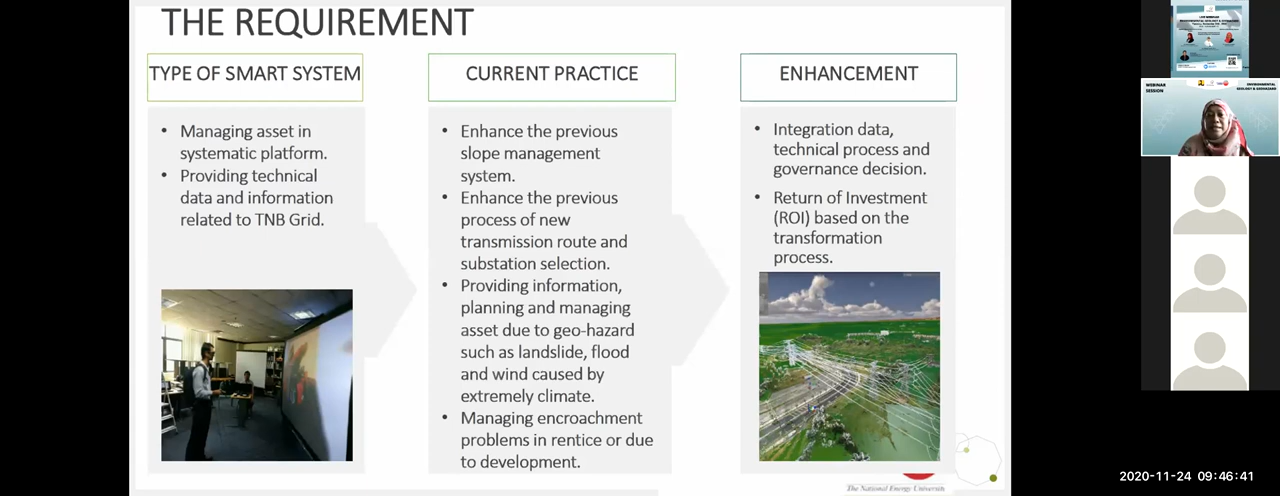 THE REQUIREMENT
TYPE OF SMART SYSTEM
• Managing asset in
systematic platform.
• Providing technical
data and information
related to TNB Grid.
CURRENT PRACTICE
• Enhance the previous
slope management
system.
• Enhance the previous
process of new
transmission route and
substation selection.
• Providing information,
planning and managing
asset due to geo-hazard
such as landslide, flood
and wind caused by
extremely climate.
• Managing encroachment
problems in rentice or due
to development.
ENHANCEMENT
• Integration data,
technical process and
governance decision.
• Return of Investment
(ROI) based on the
transformation
process.
The National Energy University
WEBINAR
SESSION
ENVIRONMENTAL
GEOLOGY & GEOHAZARD
2020-11-24 09:46:41